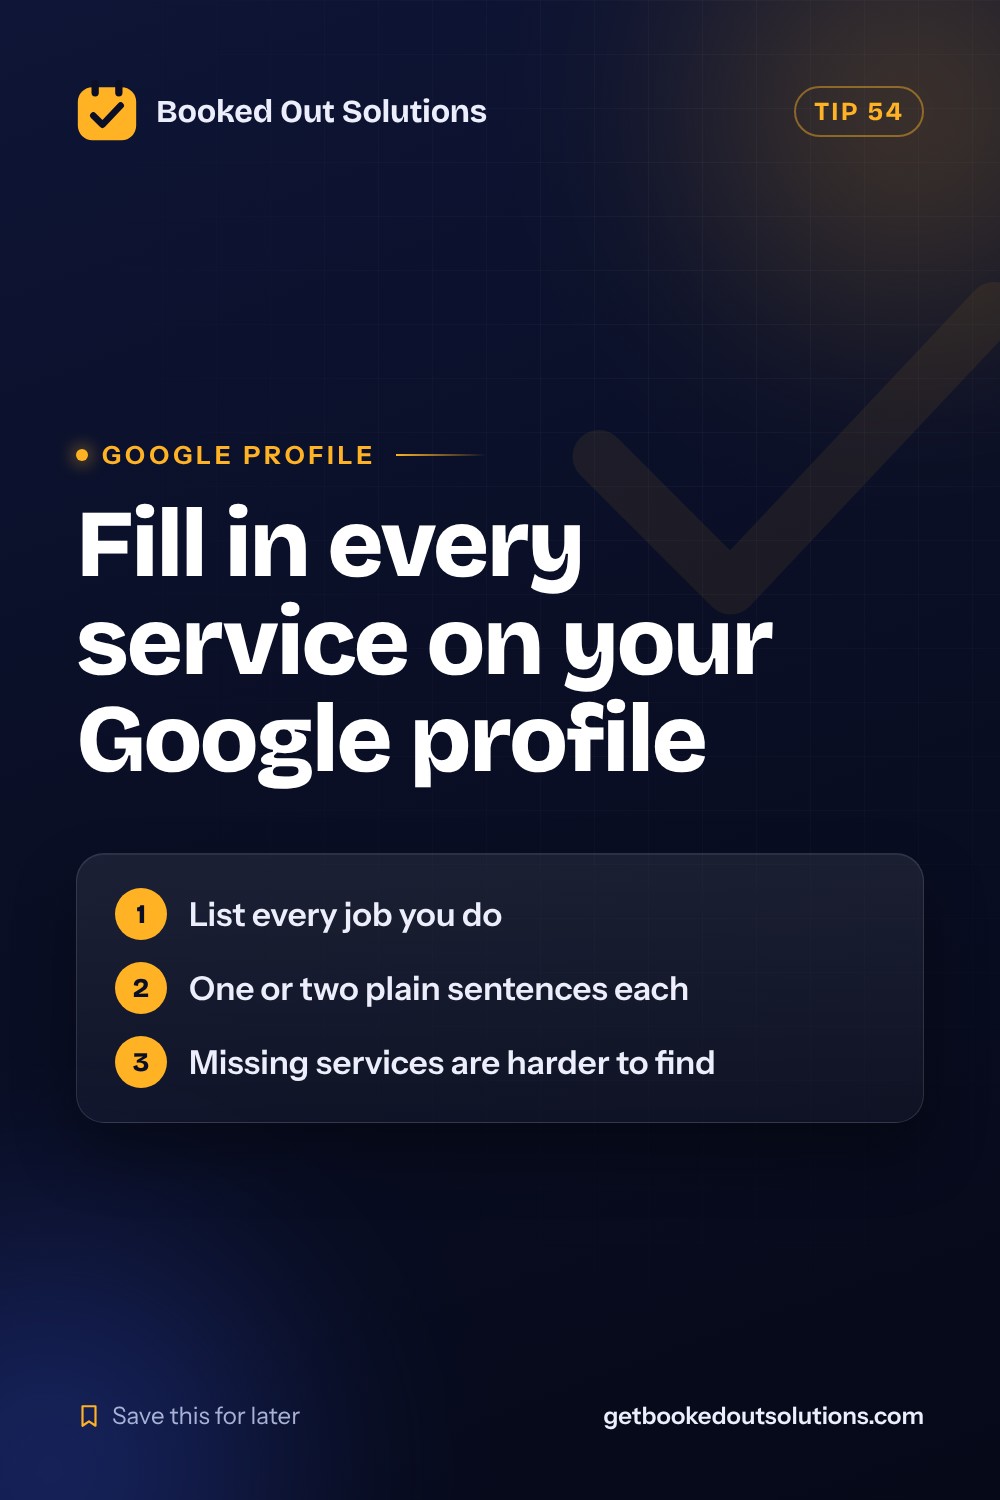 Booked Out Solutions
TIP 54
GOOGLE PROFILE
Fill in every
service on your
Google profile
1 List every job you do
2 One or two plain sentences each
3 Missing services are harder to find
Save this for later
getbookedoutsolutions.com